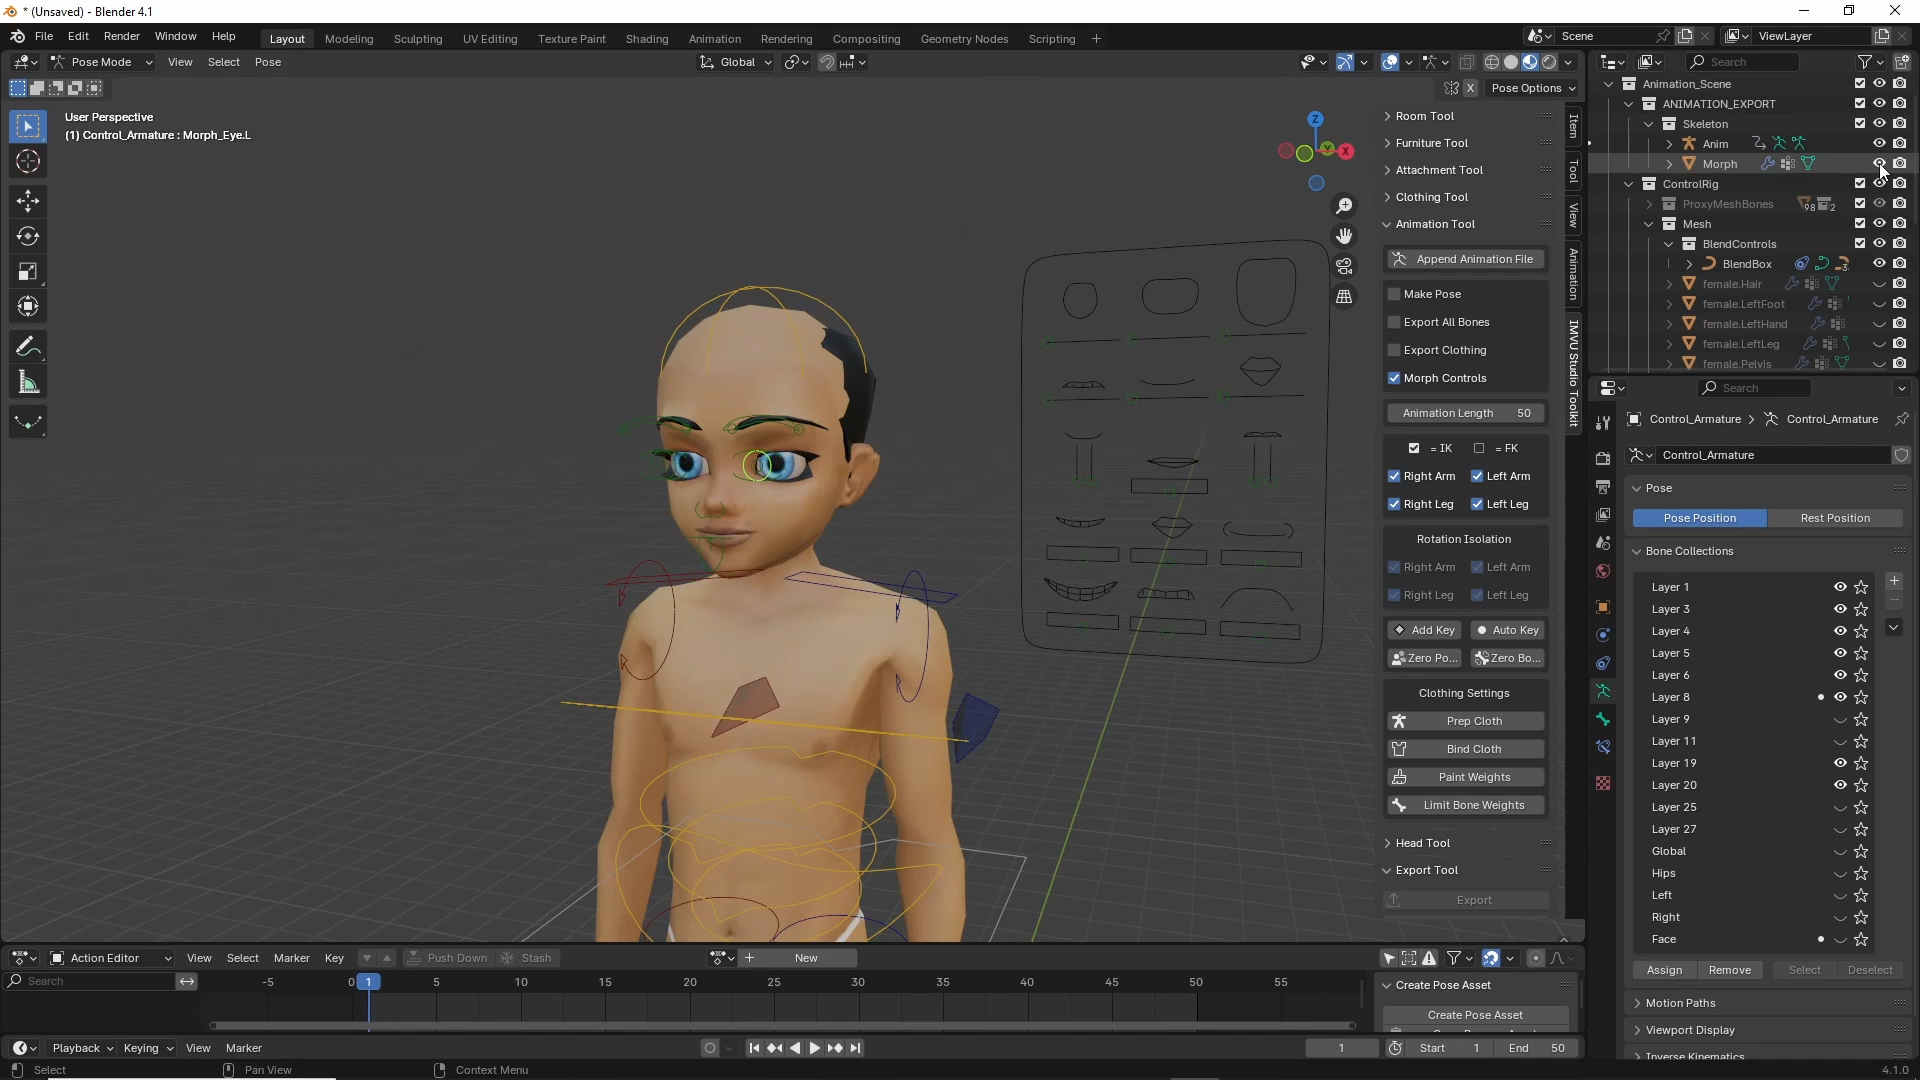 * (Unsaved) - Blender 4.1
File Edit Render Window Help
Layout Modeling Sculpting UV Editing Texture Paint Shading Animation Rendering Compositing Geometry Nodes Scripting +
Scene
ViewLayer
Pose Mode View Select Pose
Global
Search
X Pose Options
User Perspective
(1) Control_Armature : Morph_Eye.L
Z
Y
X
Room Tool
Furniture Tool
Attachment Tool
Clothing Tool
Animation Tool
Append Animation File
Make Pose
Export All Bones
Export Clothing
Morph Controls
Animation Length 50
= IK = FK
Right Arm Left Arm
Right Leg Left Leg
Rotation Isolation
Right Arm Left Arm
Right Leg Left Leg
Add Key Auto Key
Zero Po... Zero Bo...
Clothing Settings
Prep Cloth
Bind Cloth
Paint Weights
Limit Bone Weights
Head Tool
Export Tool
Export
Item
Tool
View
Animation
IMVU Studio Toolkit
Animation_Scene
ANIMATION_EXPORT
Skeleton
Anim
Morph
ControlRig
ProxyMeshBones 98 2
Mesh
BlendControls
BlendBox 3
female.Hair
female.LeftFoot
female.LeftHand
female.LeftLeg
female.Pelvis
Search
Control_Armature > Control_Armature
Control_Armature
Pose
Pose Position Rest Position
Bone Collections
Layer 1
Layer 3
Layer 4
Layer 5
Layer 6
Layer 8
Layer 9
Layer 11
Layer 19
Layer 20
Layer 25
Layer 27
Global
Hips
Left
Right
Face
Assign Remove Select Deselect
Motion Paths
Viewport Display
Inverse Kinematics
Action Editor View Select Marker Key Push Down Stash + New
Search
-5 0 1 5 10 15 20 25 30 35 40 45 50 55
Create Pose Asset
Create Pose Asset
Playback Keying View Marker
1 Start 1 End 50
Select Pan View Context Menu
4.1.0